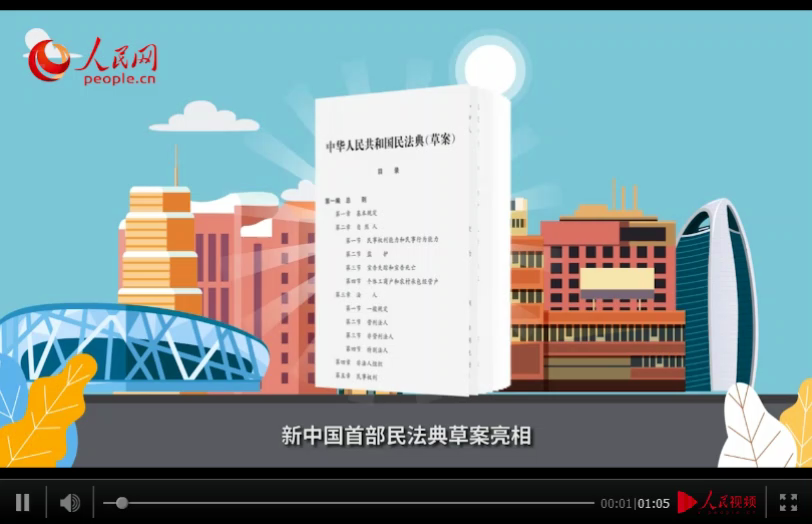 人民网
people.cn
中华人民共和国民法典(草案)
目 录
第一编 总 则
第一章 基本规定
第二章 自然人
第一节 民事权利能力和民事行为能力
第二节 监 护
第三节 宣告失踪和宣告死亡
第四节 个体工商户和农村承包经营户
第三章 法 人
第一节 一般规定
第二节 营利法人
第三节 非营利法人
第四节 特别法人
第四章 非法人组织
第五章 民事权利
新中国首部民法典草案亮相
00:01|01:05
人民视频